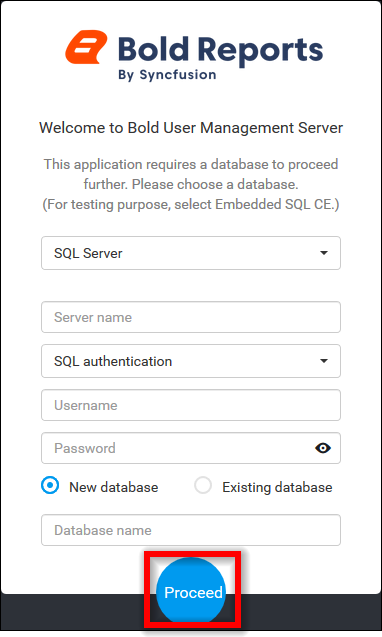 Bold Reports
By Syncfusion
Welcome to Bold User Management Server
This application requires a database to proceed
further. Please choose a database.
(For testing purpose, select Embedded SQL CE.)
SQL Server
Server name
SQL authentication
Username
Password
New database Existing database
Database name
Proceed